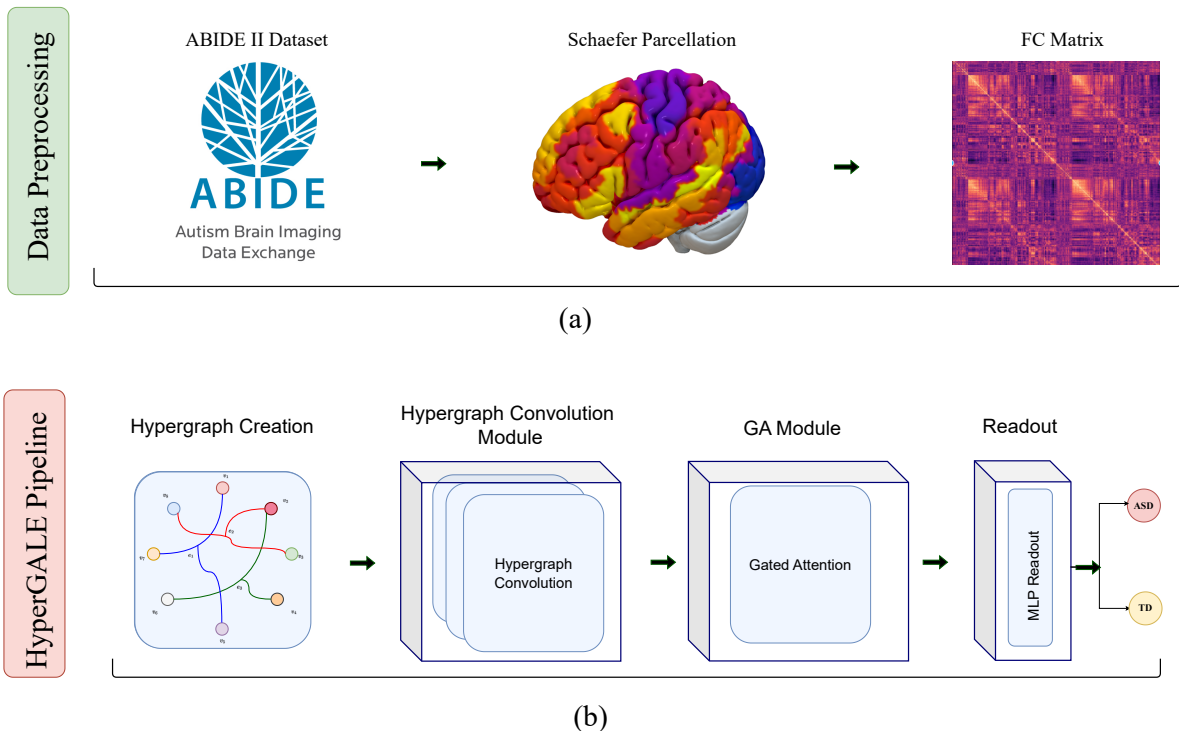 Data Preprocessing
ABIDE II Dataset
Schaefer Parcellation
FC Matrix
ABIDE
Autism Brain Imaging
Data Exchange
(a)
HyperGALE Pipeline
Hypergraph Creation
Hypergraph Convolution
Module
GA Module
Readout
Hypergraph
Convolution
Gated Attention
MLP Readout
ASD
TD
(b)